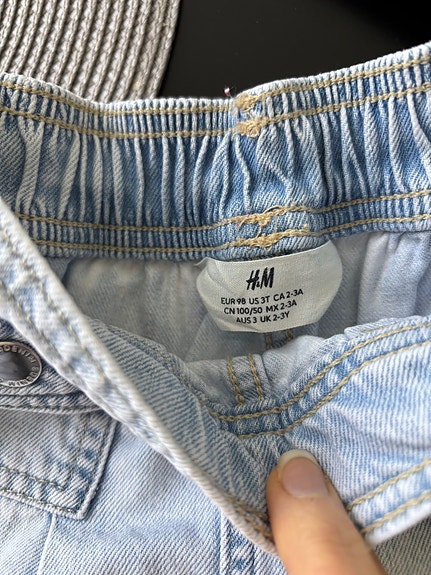 H&M
EUR 98 US 3T CA 2-3A
CN 100/50 MX 2-3A
AUS 3 UK 2-3Y